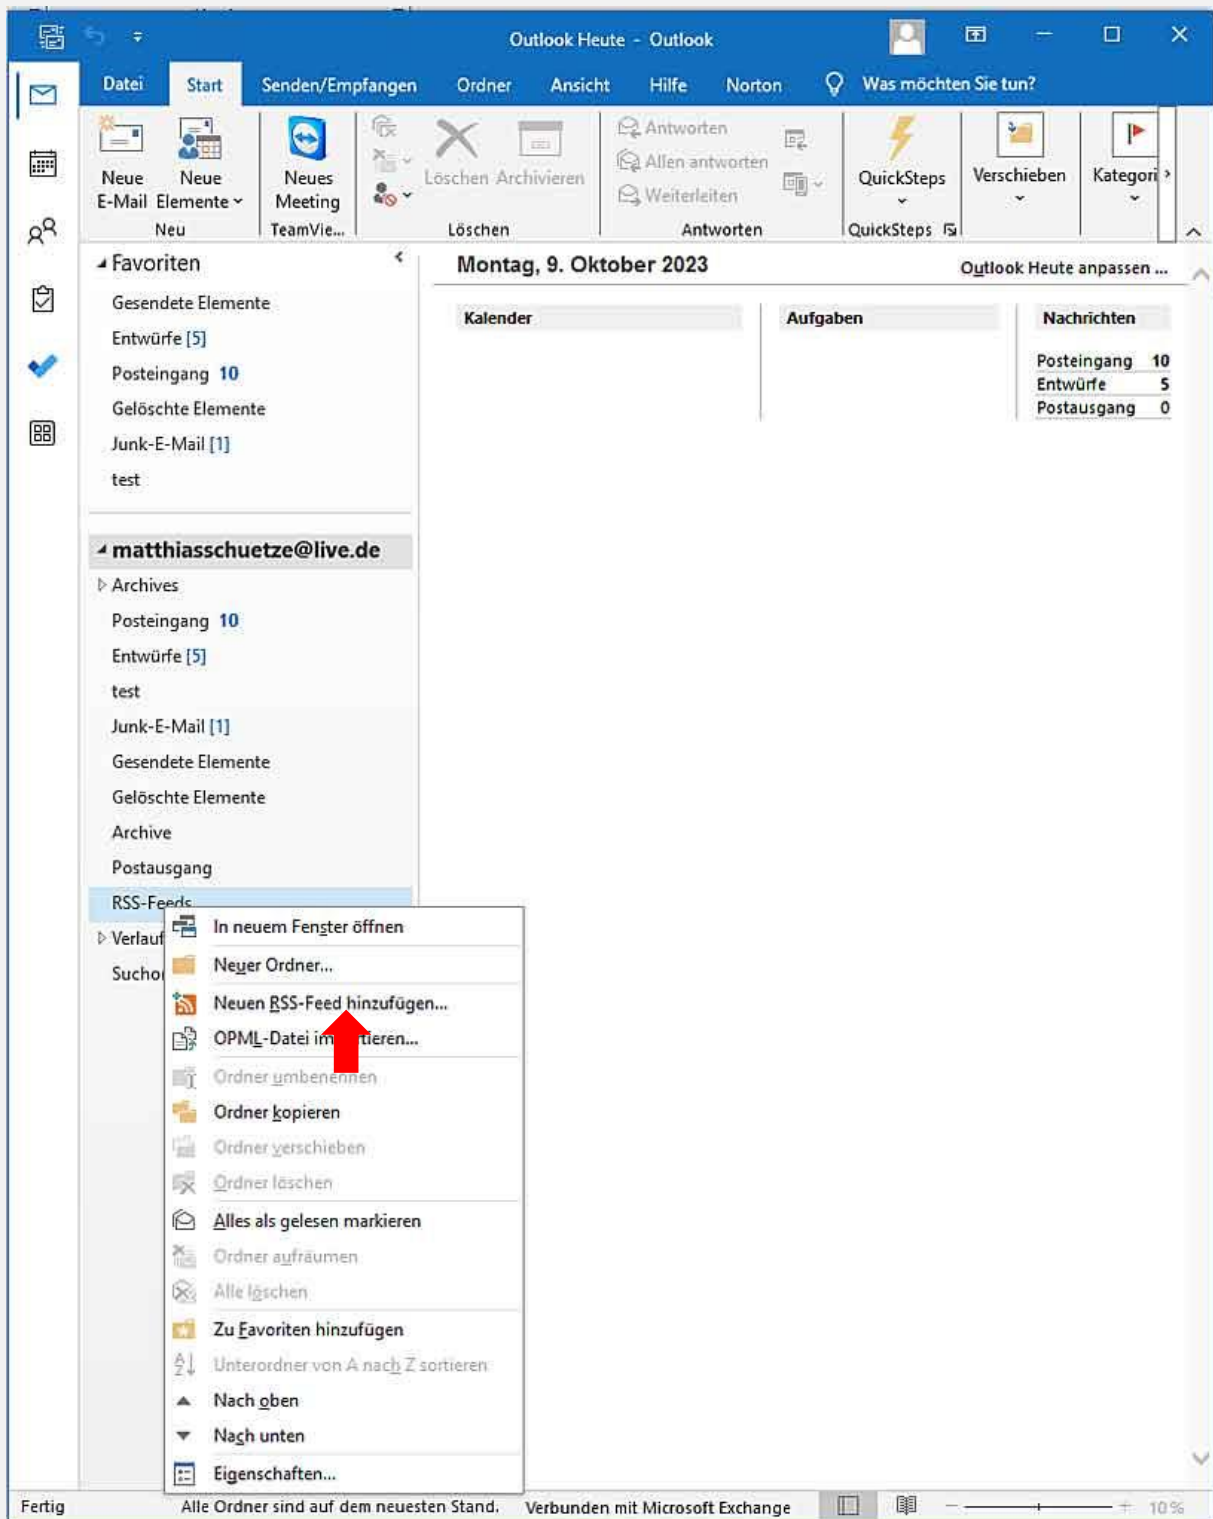 Outlook Heute - Outlook
Datei Start Senden/Empfangen Ordner Ansicht Hilfe Norton Was möchten Sie tun?
Neue E-Mail
Neue Elemente
Neu
Neues Meeting
TeamVie...
Löschen Archivieren
Löschen
Antworten
Allen antworten
Weiterleiten
Antworten
QuickSteps
QuickSteps
Verschieben
Kategori
Favoriten
Gesendete Elemente
Entwürfe [5]
Posteingang 10
Gelöschte Elemente
Junk-E-Mail [1]
test
matthiasschuetze@live.de
Archives
Posteingang 10
Entwürfe [5]
test
Junk-E-Mail [1]
Gesendete Elemente
Gelöschte Elemente
Archive
Postausgang
RSS-Feeds
Verlauf
Sucho
Montag, 9. Oktober 2023
Outlook Heute anpassen ...
Kalender
Aufgaben
Nachrichten
Posteingang 10
Entwürfe 5
Postausgang 0
In neuem Fenster öffnen
Neuer Ordner...
Neuen RSS-Feed hinzufügen...
OPML-Datei im tieren...
Ordner umbenennen
Ordner kopieren
Ordner verschieben
Ordner löschen
Alles als gelesen markieren
Ordner aufräumen
Alle löschen
Zu Favoriten hinzufügen
Unterordner von A nach Z sortieren
Nach oben
Nach unten
Eigenschaften...
Fertig Alle Ordner sind auf dem neuesten Stand. Verbunden mit Microsoft Exchange 10 %